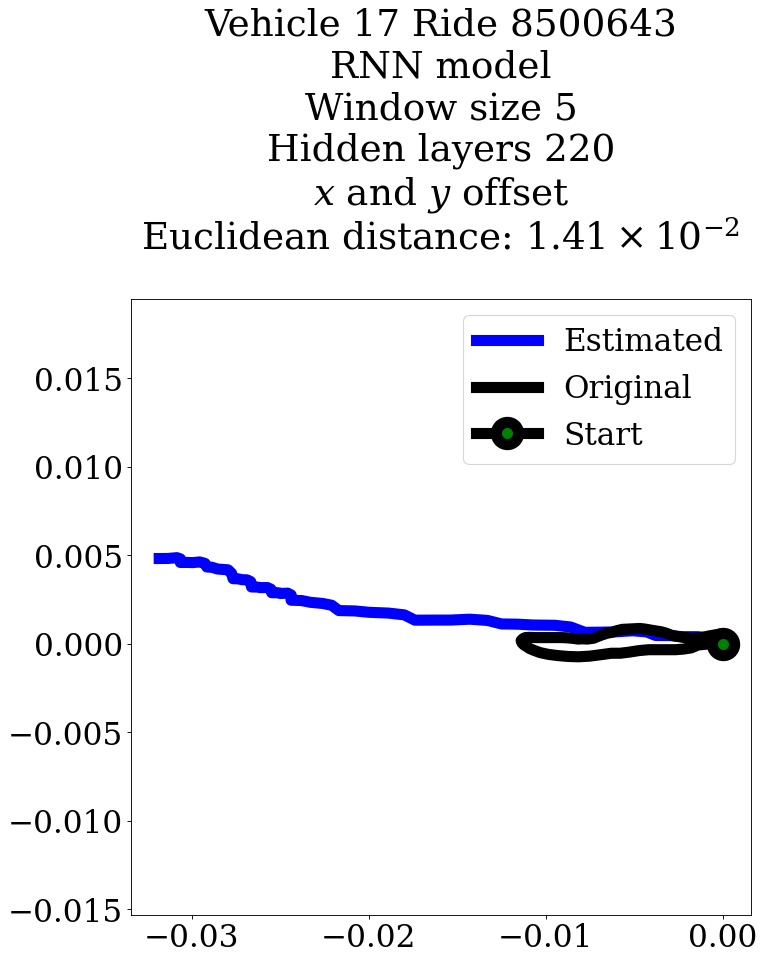 Vehicle 17 Ride 8500643
RNN model
Window size 5
Hidden layers 220
x and y offset
Euclidean distance: 1.41 × 10⁻²
Estimated
Original
Start
0.015
0.010
0.005
0.000
−0.005
−0.010
−0.015
−0.03 −0.02 −0.01 0.00